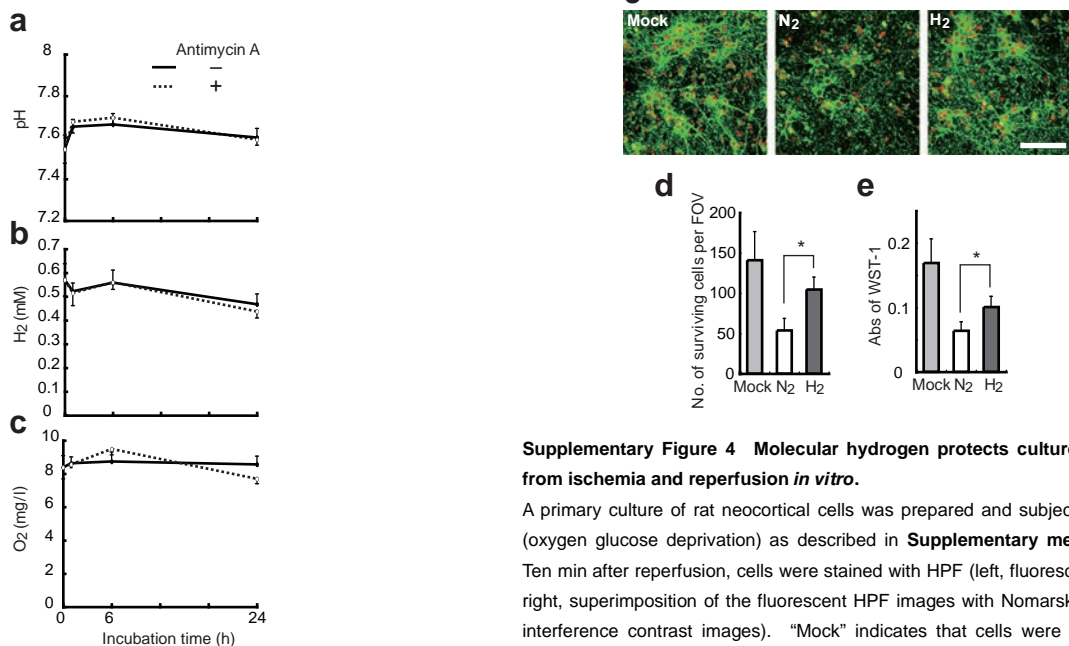 a
Antimycin A
−
+
8
7.8
7.6
7.4
7.2
pH
b
0.7
0.6
0.5
0.4
0.3
0.2
0.1
0
H2 (mM)
c
10
8
6
4
2
0
O2 (mg/l)
0 6 24
Incubation time (h)
Mock N2 H2
d
200
150
100
50
0
No. of surviving cells per FOV
*
Mock N2 H2
e
0.2
0.1
0
Abs of WST-1
*
Mock N2 H2
Supplementary Figure 4 Molecular hydrogen protects culture
from ischemia and reperfusion in vitro.
A primary culture of rat neocortical cells was prepared and subjec
(oxygen glucose deprivation) as described in Supplementary me
Ten min after reperfusion, cells were stained with HPF (left, fluoresc
right, superimposition of the fluorescent HPF images with Nomarsk
interference contrast images). “Mock” indicates that cells were